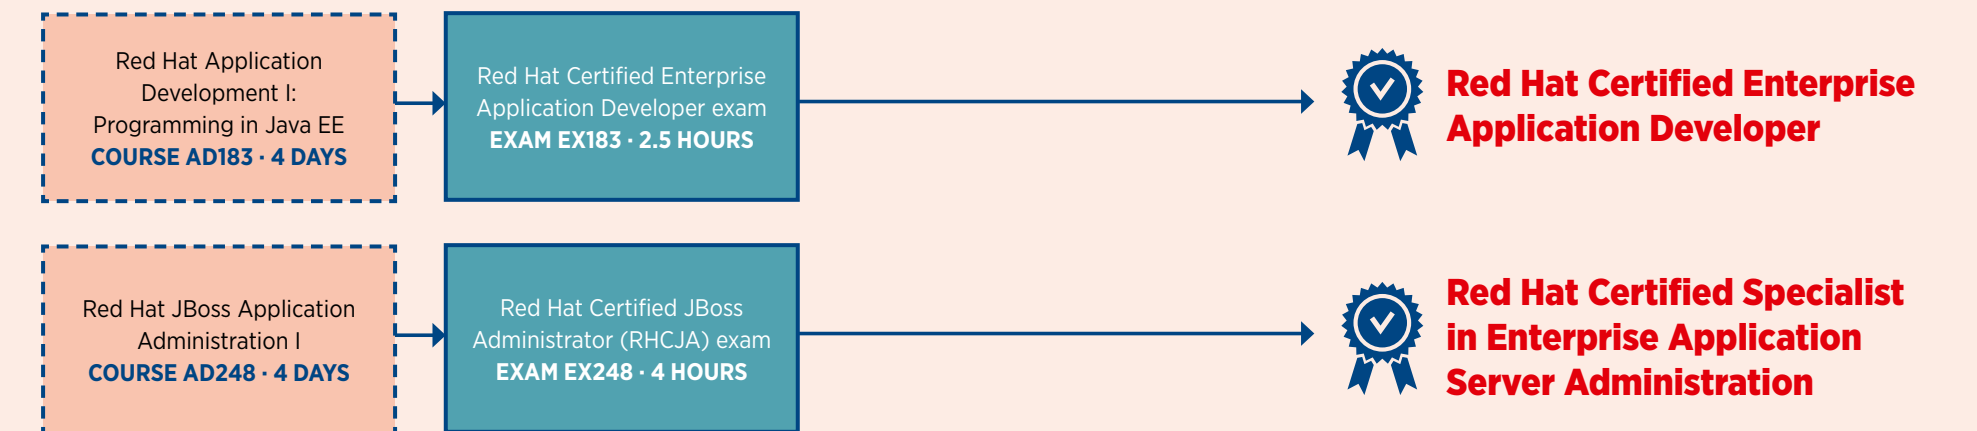 Red Hat Application
Development I:
Programming in Java EE
COURSE AD183 · 4 DAYS
Red Hat Certified Enterprise
Application Developer exam
EXAM EX183 · 2.5 HOURS
Red Hat Certified Enterprise
Application Developer
Red Hat JBoss Application
Administration I
COURSE AD248 · 4 DAYS
Red Hat Certified JBoss
Administrator (RHCJA) exam
EXAM EX248 · 4 HOURS
Red Hat Certified Specialist
in Enterprise Application
Server Administration